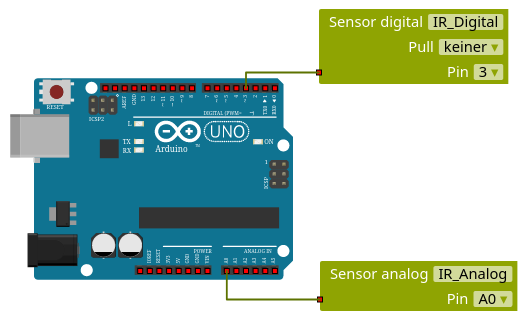 Sensor digital IR_Digital
Pull keiner
Pin 3
RESET
ICSP2
AREF
GND
13
12
~11
~10
~9
8
7
~6
~5
~4
~3
2
TX ▶ 1
RX ◀ 0
DIGITAL (PWM~)
L
TX
RX
Arduino
TM
UNO
ON
1
ICSP
POWER
ANALOG IN
IOREF
RESET
3V3
5V
GND
GND
VIN
A0
A1
A2
A3
A4
A5
Sensor analog IR_Analog
Pin A0